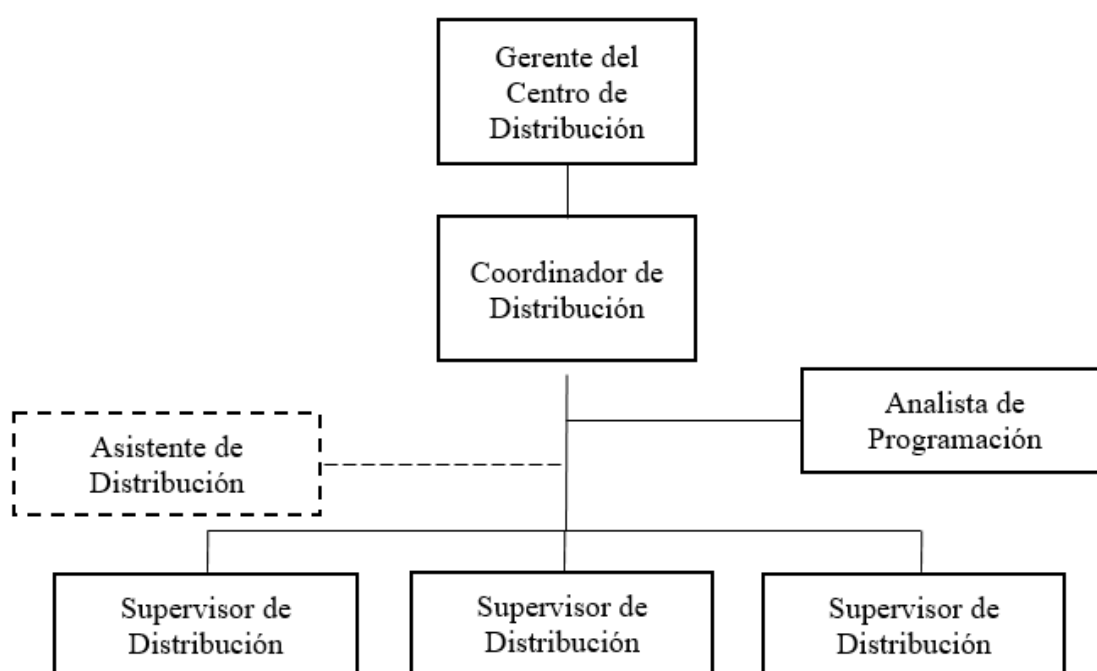 Gerente del
Centro de
Distribución
Coordinador de
Distribución
Analista de
Programación
Asistente de
Distribución
Supervisor de
Distribución
Supervisor de
Distribución
Supervisor de
Distribución